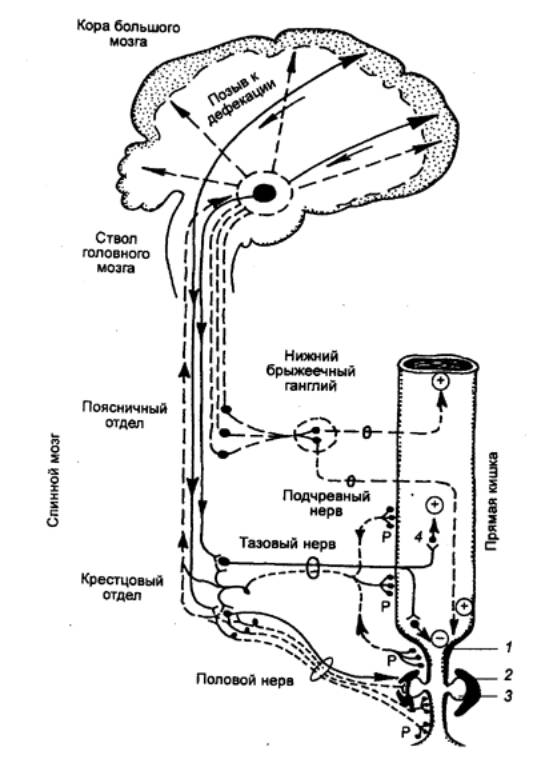 Кора большого
мозга
Позыв к
дефекации
Ствол
головного
мозга
Нижний
брыжеечный
ганглий
+
Поясничный
отдел
Спинной мозг
Подчревный
нерв
Прямая кишка
+
P
4
Тазовый нерв
Крестцовый
отдел
P
+
−
1
P
Половой нерв
2
3
P